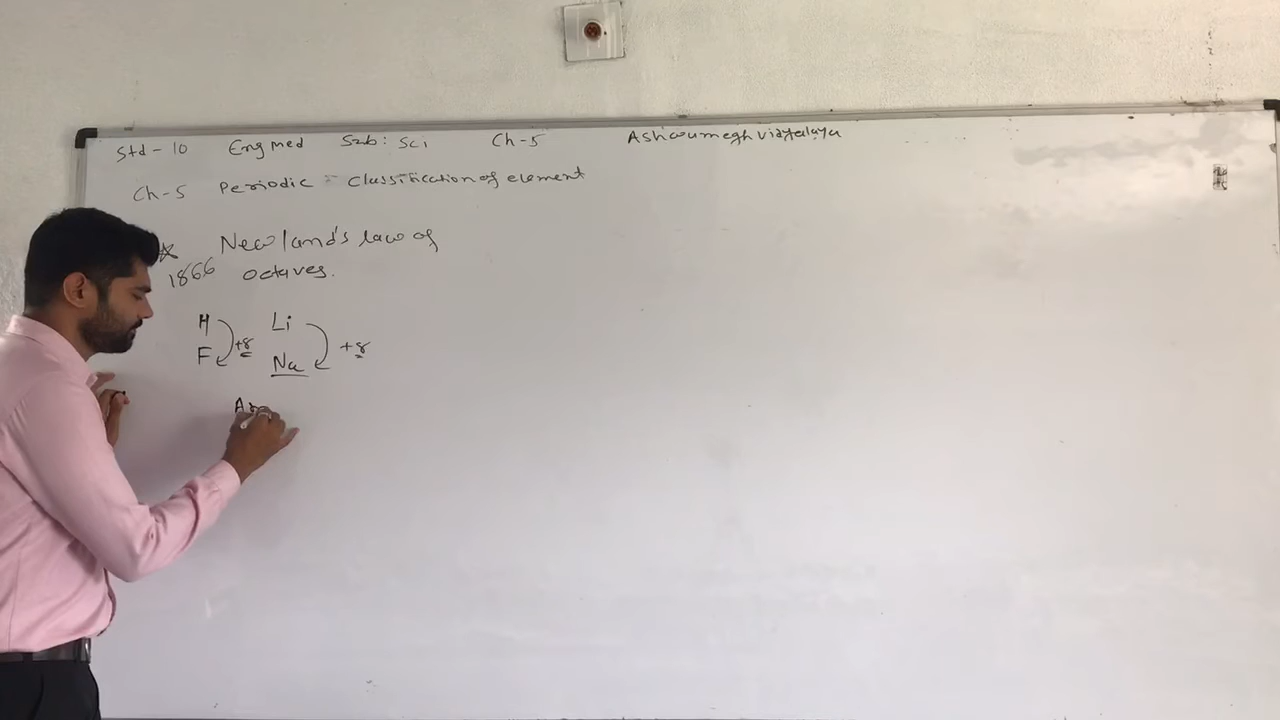 Std - 10 Eng med Sub: Sci Ch-5 Ashwamegh vidyalaya
Ch-5 Periodic Classification of element
Newland's law of
1866 octaves.
H Li
+8 +8
F Na